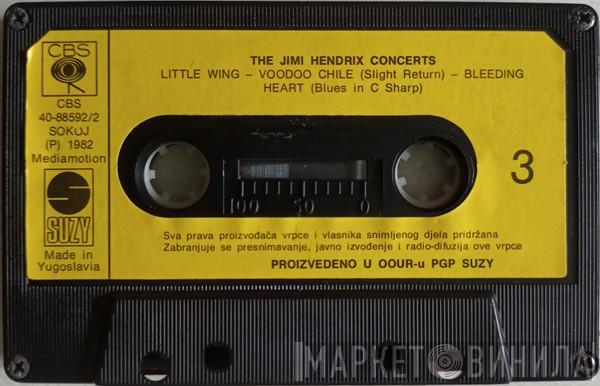 CBS
CBS
40-88592/2
SOKOJ
(P) 1982
Mediamotion
SUZY
Made in
Yugoslavia
THE JIMI HENDRIX CONCERTS
LITTLE WING – VOODOO CHILE (Slight Return) – BLEEDING
HEART (Blues in C Sharp)
100 50 0
3
Sva prava proizvođača vrpce i vlasnika snimljenog djela pridržana
Zabranjuje se presnimavanje, javno izvođenje i radio-difuzija ove vrpce
PROIZVEDENO U OOUR-u PGP SUZY
МАРКЕТ ВИНИЛА